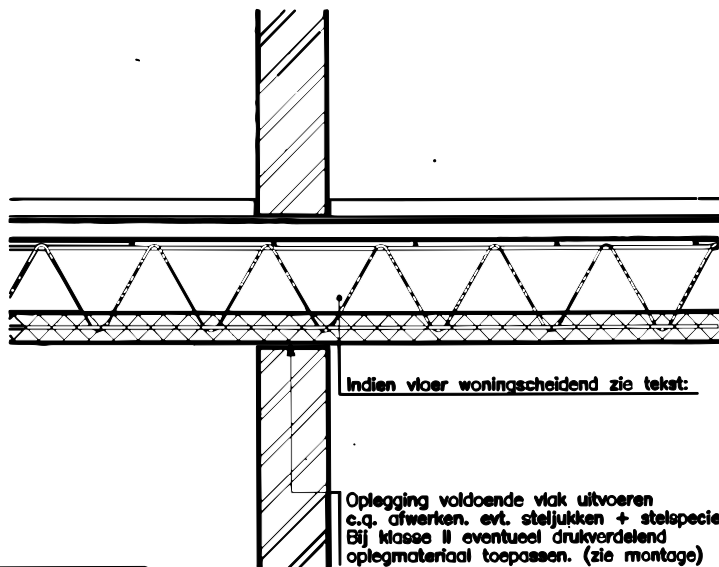 Indien vloer woningscheidend zie tekst:
Oplegging voldoende vlak uitvoeren
c.q. afwerken. evt. steljukken + stelspecie
Bij klasse II eventueel drukverdelend
oplegmateriaal toepassen. (zie montage)